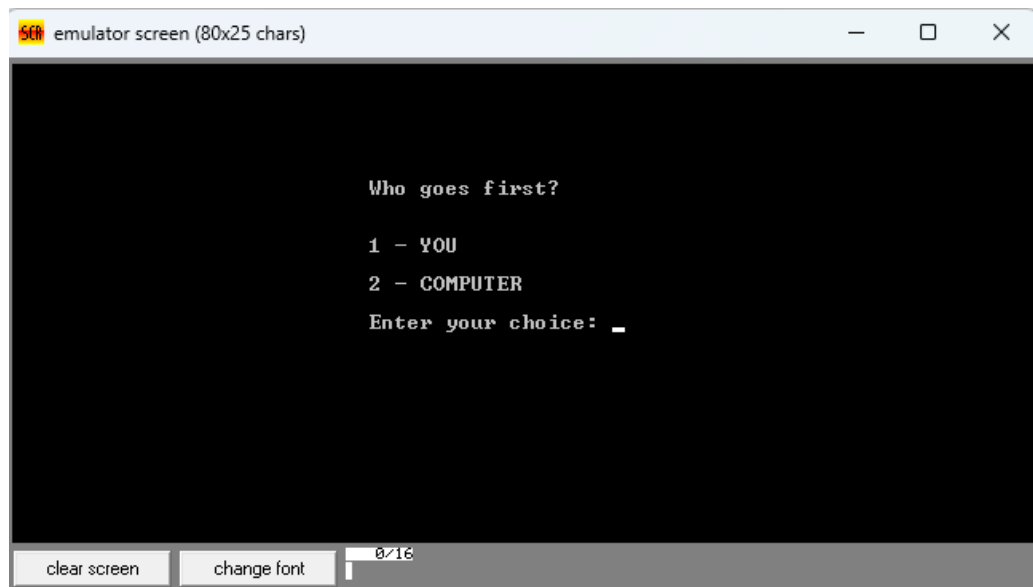 SCR emulator screen (80x25 chars)
Who goes first?
1 - YOU
2 - COMPUTER
Enter your choice: _
clear screen
change font
0/16